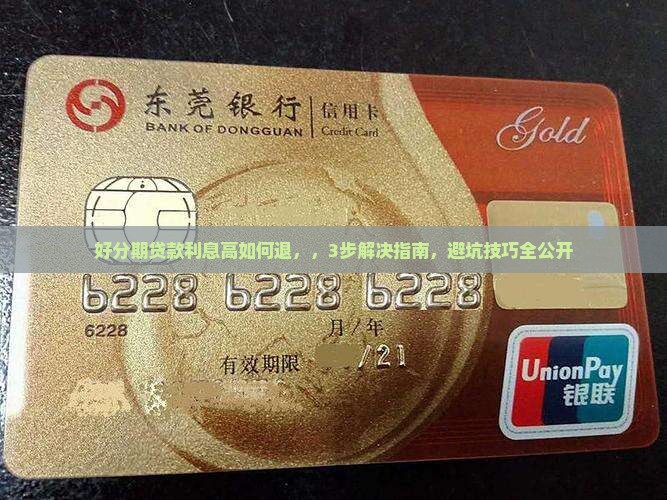 东莞银行 信用卡
BANK OF DONGGUAN Credit Card
Gold
好分期贷款利息高如何退，，3步解决指南，避坑技巧全公开
6228 6228 6228
6228
月/年
有效期限 /21
UnionPay
银联